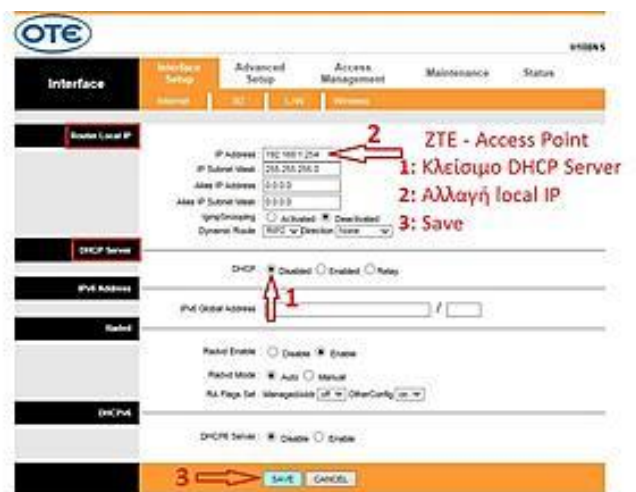 OTE
H108NS
Interface
Interface Setup
Advanced Setup
Access Management
Maintenance
Status
Internet
LAN
Wireless
Router Local IP
2
ZTE - Access Point
1: Κλείσιμο DHCP Server
2: Αλλαγή local IP
3: Save
IP Address 192.168.1.254
IP Subnet Mask 255.255.255.0
Alias IP Address 0.0.0.0
Alias IP Subnet Mask 0.0.0.0
IgmpSnooping Activated Deactivated
Dynamic Route RIP2 Direction None
DHCP Server
DHCP Disabled Enabled Relay
1
IPv6 Address
IPv6 Global Address /
Radvd
Radvd Enable Disable Enable
Radvd Mode Auto Manual
RA Flags Set ManagedAddr off OtherConfig on
DHCPv6
DHCP6 Server Disable Enable
3
SAVE CANCEL